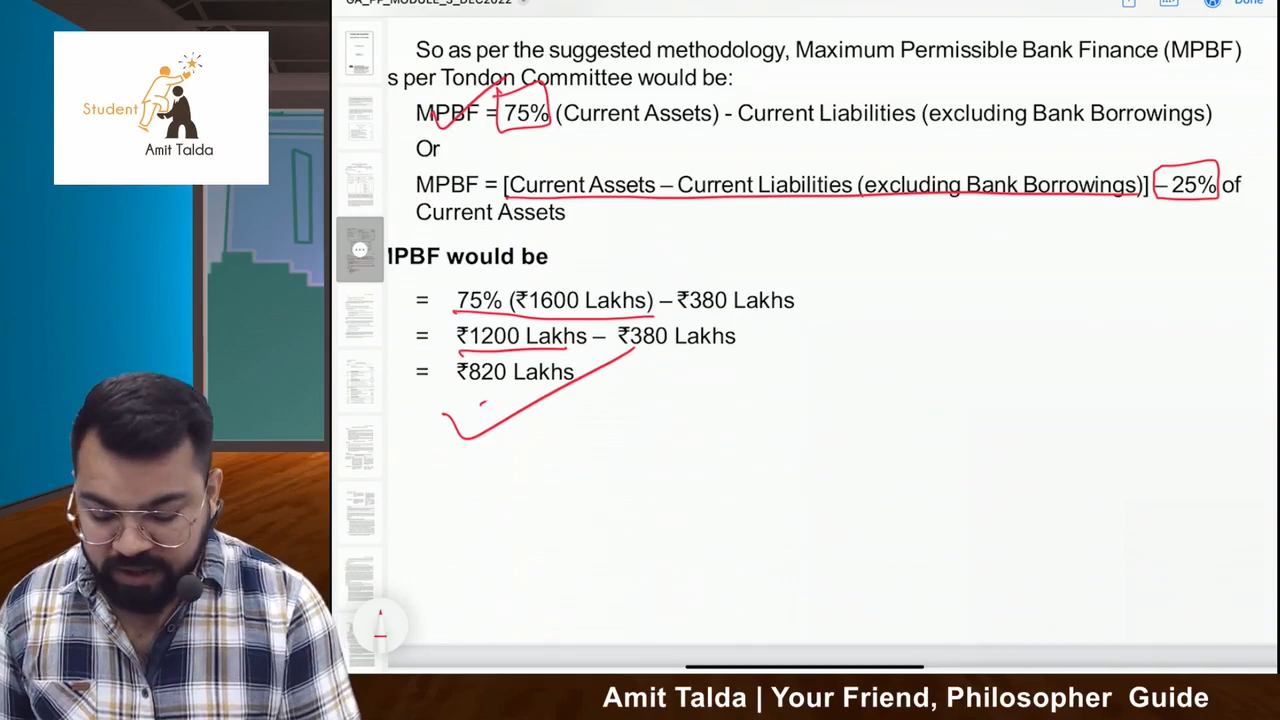 GA_PP_MODULE_3_DEC2022
Done
Student
Amit Talda
So as per the suggested methodology, Maximum Permissible Bank Finance (MPBF)
s per Tondon Committee would be:
MPBF = 75% (Current Assets) - Current Liabilities (excluding Bank Borrowings)
Or
MPBF = [Current Assets – Current Liabilities (excluding Bank Borrowings)] – 25% of
Current Assets
MPBF would be
= 75% (₹1600 Lakhs) – ₹380 Lakhs
= ₹1200 Lakhs – ₹380 Lakhs
= ₹820 Lakhs
Amit Talda | Your Friend, Philosopher Guide